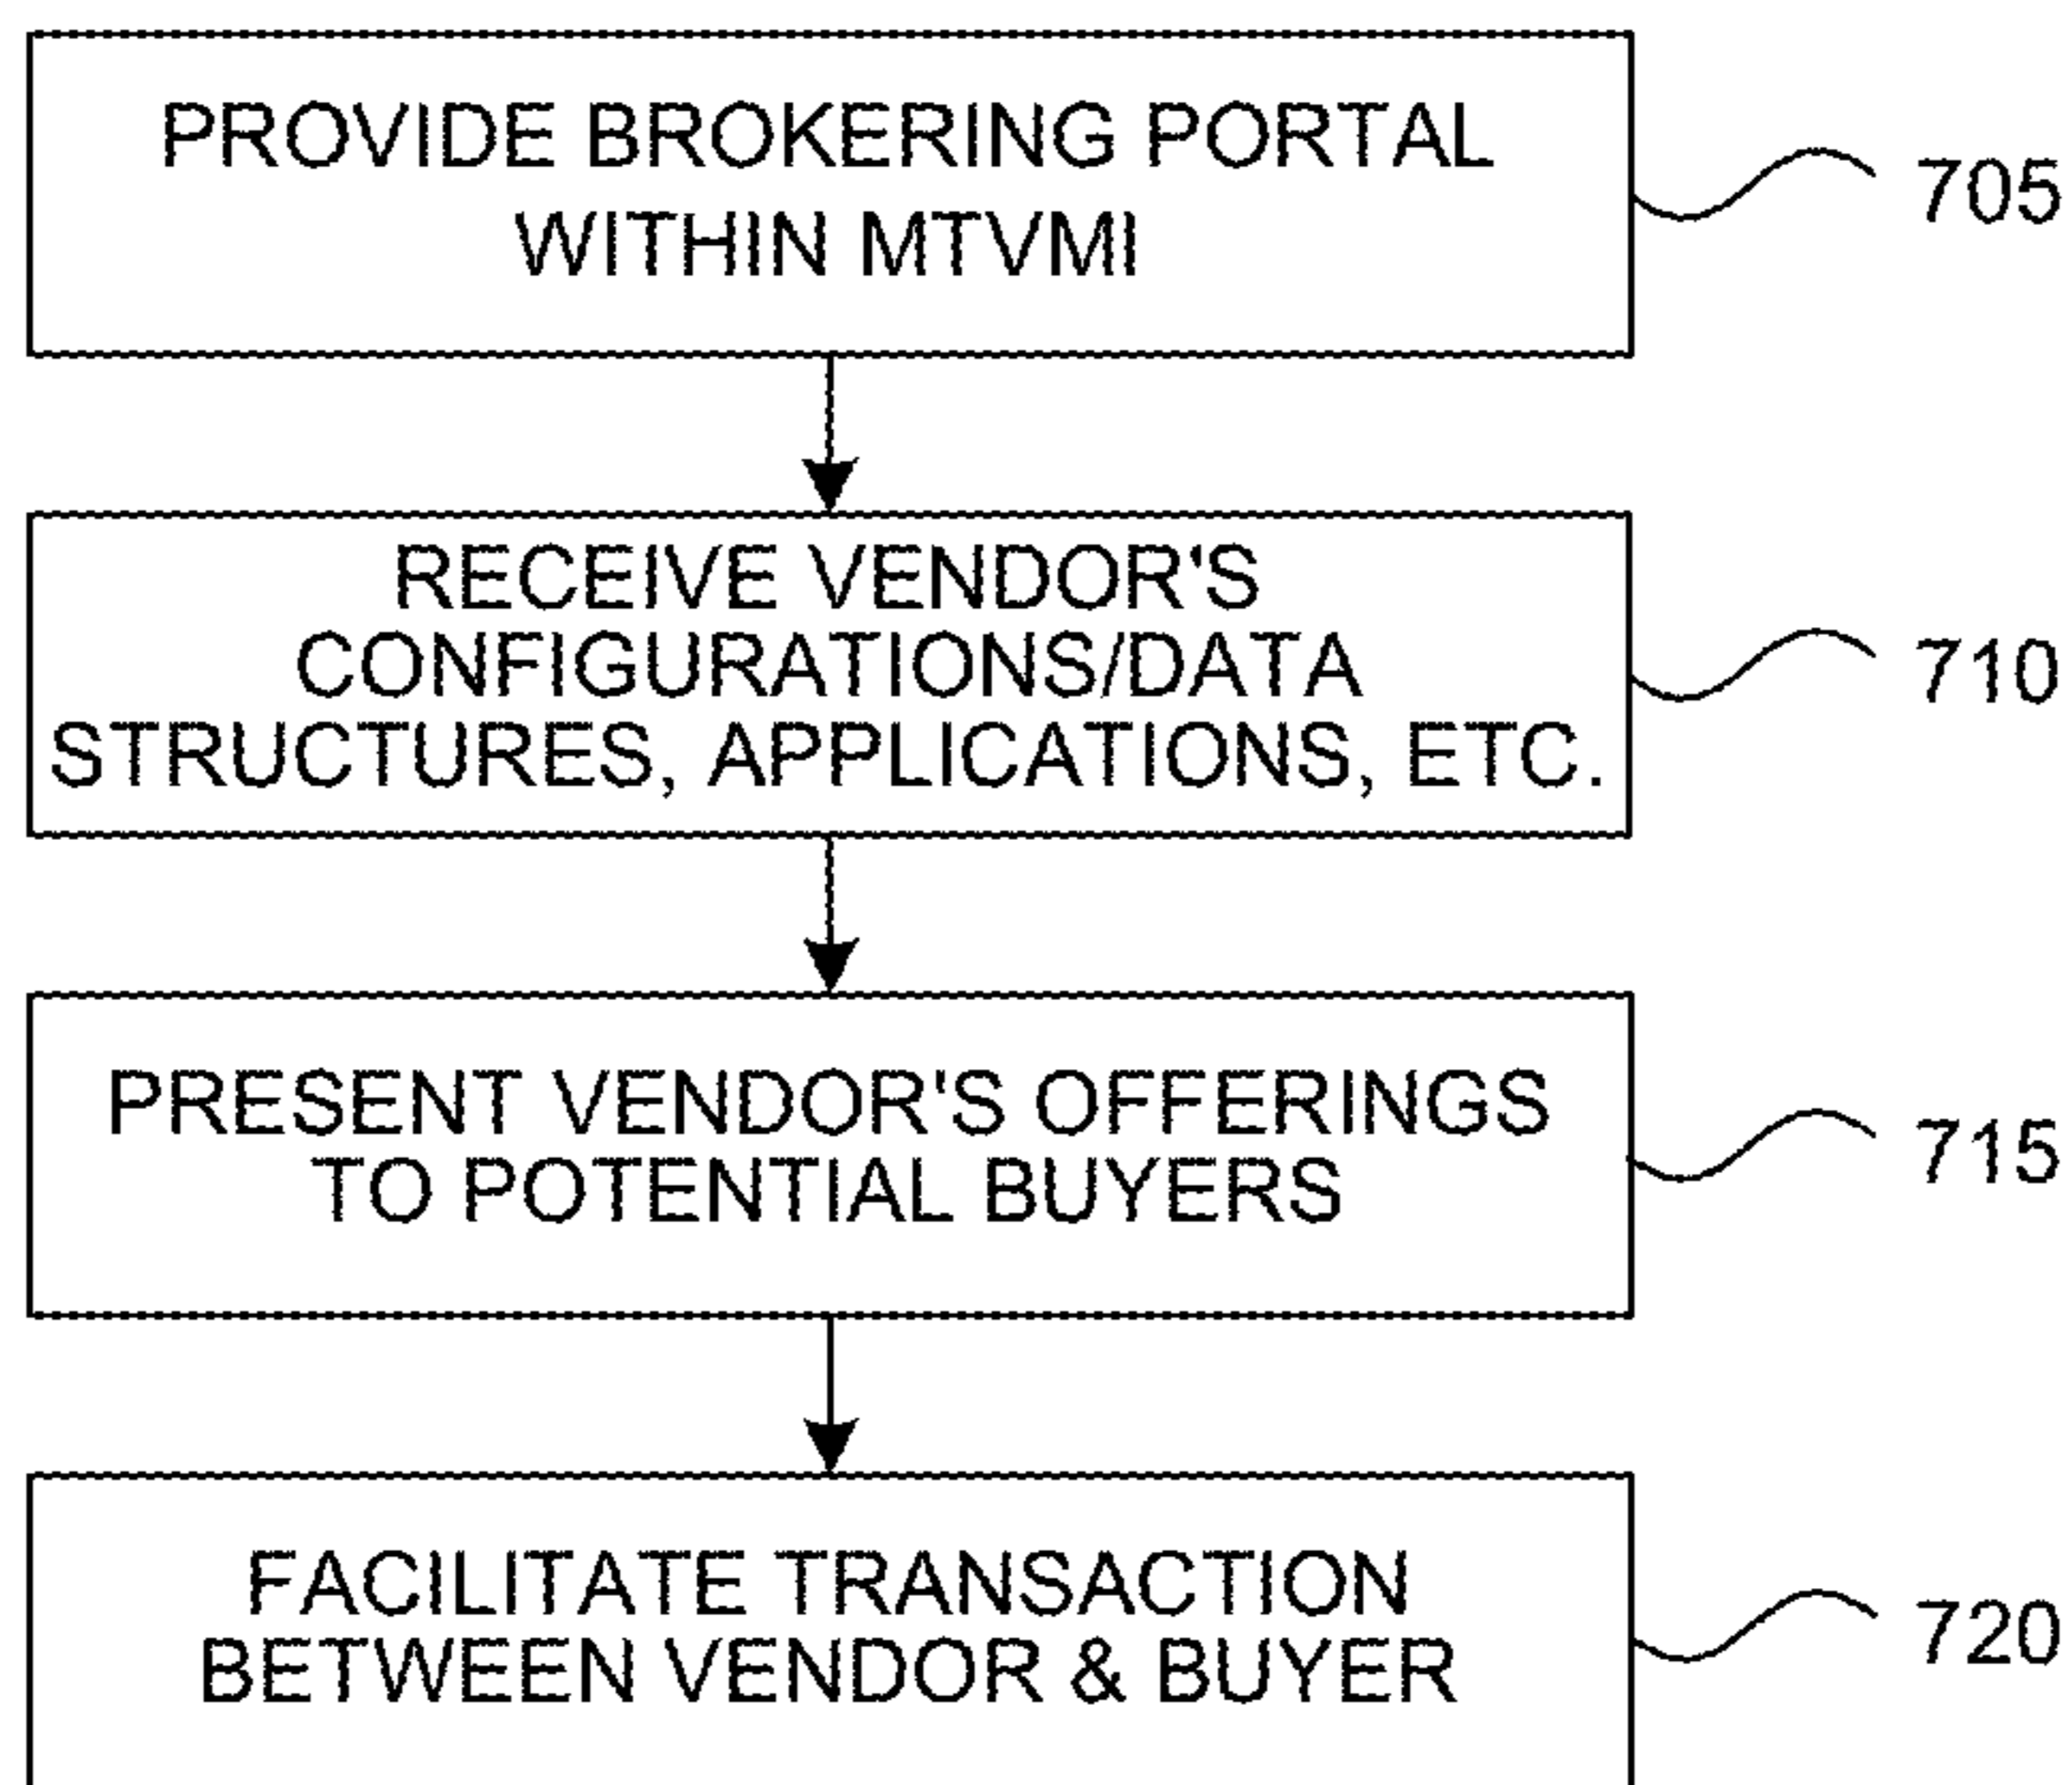 PROVIDE BROKERING PORTAL
WITHIN MTVMI
705
RECEIVE VENDOR'S
CONFIGURATIONS/DATA
STRUCTURES, APPLICATIONS, ETC.
710
PRESENT VENDOR'S OFFERINGS
TO POTENTIAL BUYERS
715
FACILITATE TRANSACTION
BETWEEN VENDOR & BUYER
720